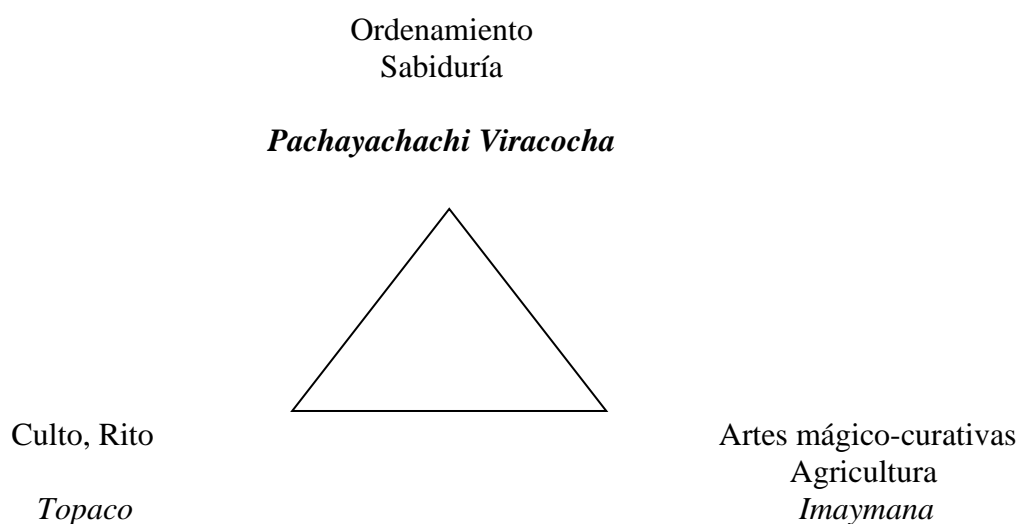 Ordenamiento
Sabiduría
Pachayachachi Viracocha
Culto, Rito
Topaco
Artes mágico-curativas
Agricultura
Imaymana